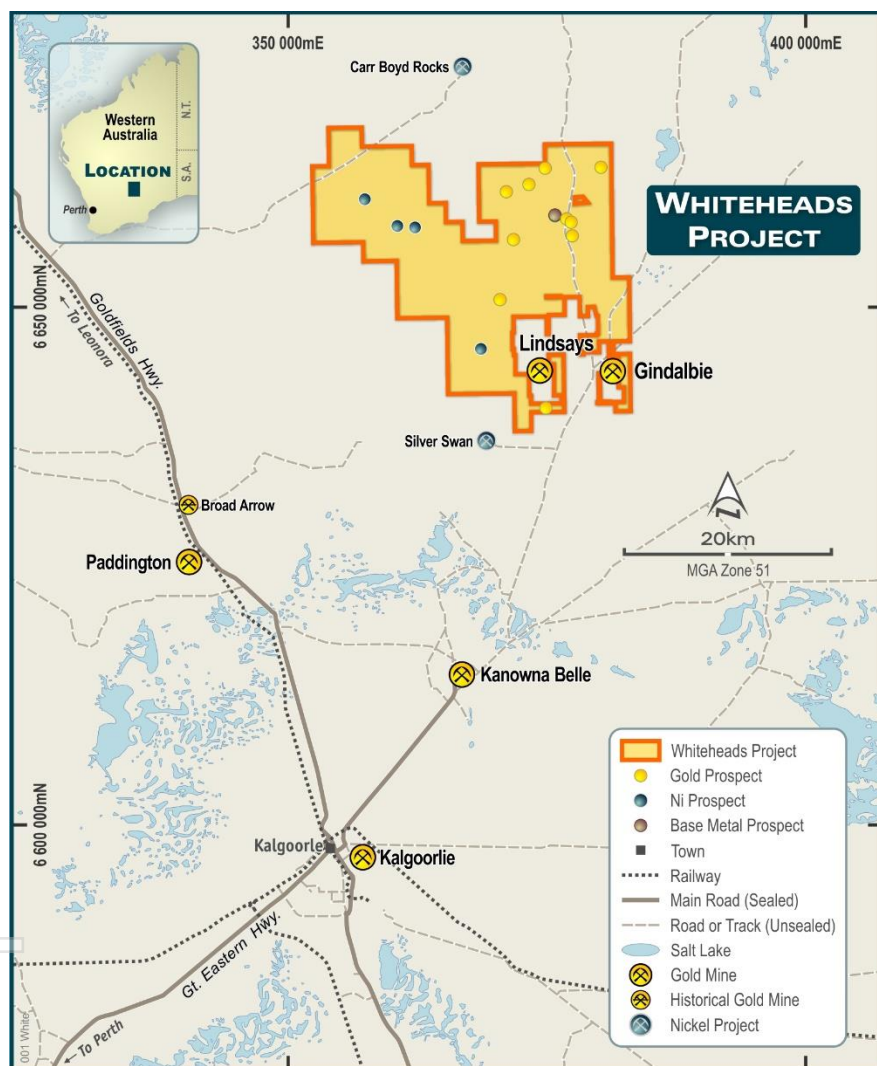 350 000mE
400 000mE
Carr Boyd Rocks
Western
Australia
LOCATION
Perth
N.T.
S.A.
WHITEHEADS
PROJECT
6 650 000mN
To Leonora
Goldfields Hwy.
Lindsays
Gindalbie
Silver Swan
Broad Arrow
Paddington
20km
MGA Zone 51
Kanowna Belle
6 600 000mN
Kalgoorle
Kalgoorlie
Gt. Eastern Hwy.
To Perth
001 White
Whiteheads Project
Gold Prospect
Ni Prospect
Base Metal Prospect
Town
Railway
Main Road (Sealed)
Road or Track (Unsealed)
Salt Lake
Gold Mine
Historical Gold Mine
Nickel Project